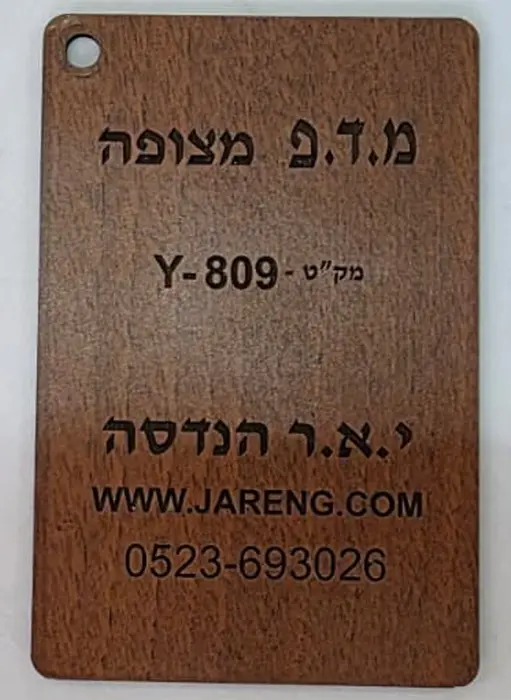 מ.ד.פ מצופה
מק"ט - Y-809
י.א.ר הנדסה
WWW.JARENG.COM
0523-693026